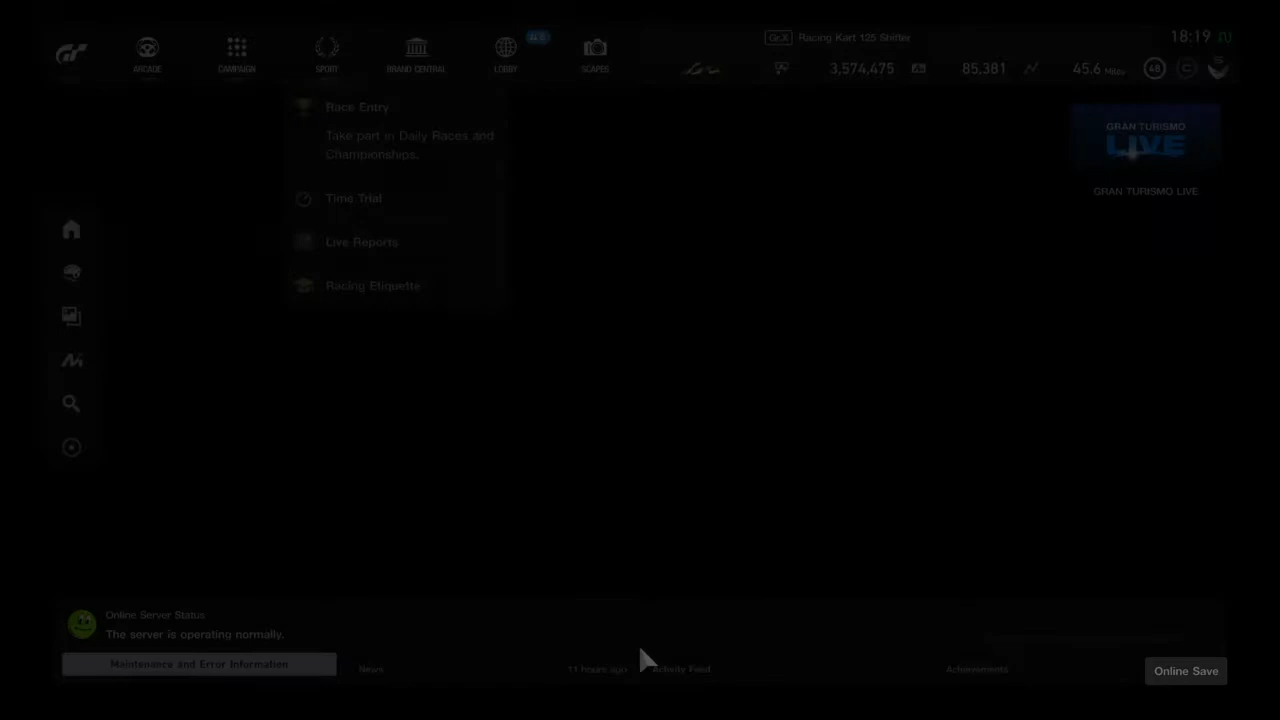 Gr.X Racing Kart 125 Shifter
18:19
ARCADE
CAMPAIGN
SPORT
BRAND CENTRAL
LOBBY
SCAPES
3,574,475
85,381
45.6 Miles
48
C
S
Race Entry
Take part in Daily Races and
Championships.
Time Trial
Live Reports
Racing Etiquette
GRAN TURISMO
LIVE
GRAN TURISMO LIVE
Online Server Status
The server is operating normally.
Maintenance and Error Information
News
11 hours ago
Activity Feed
Achievements
Online Save